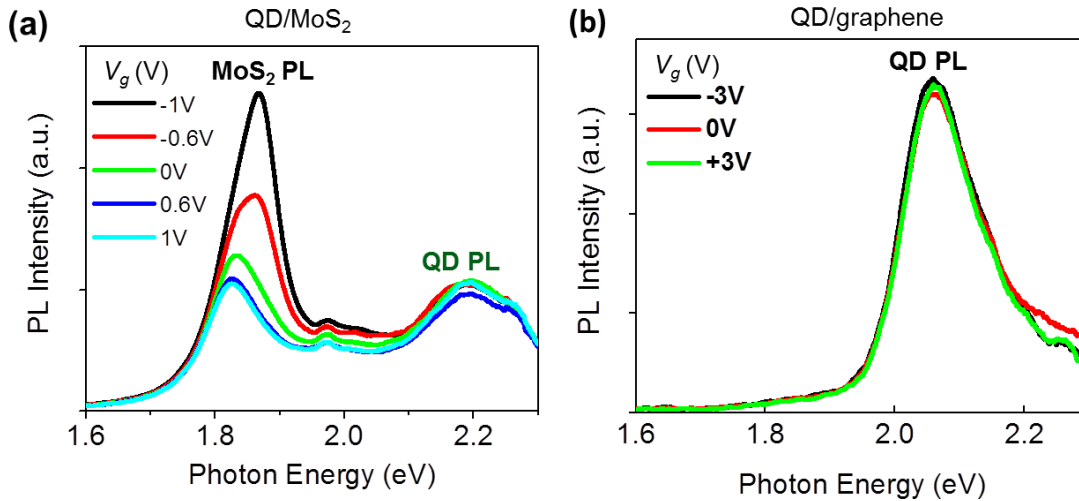 (a)
QD/MoS₂
V_g (V)
-1V
-0.6V
0V
0.6V
1V
MoS₂ PL
QD PL
PL Intensity (a.u.)
1.6
1.8
2.0
2.2
Photon Energy (eV)
(b)
QD/graphene
V_g (V)
-3V
0V
+3V
QD PL
PL Intensity (a.u.)
1.6
1.8
2.0
2.2
Photon Energy (eV)